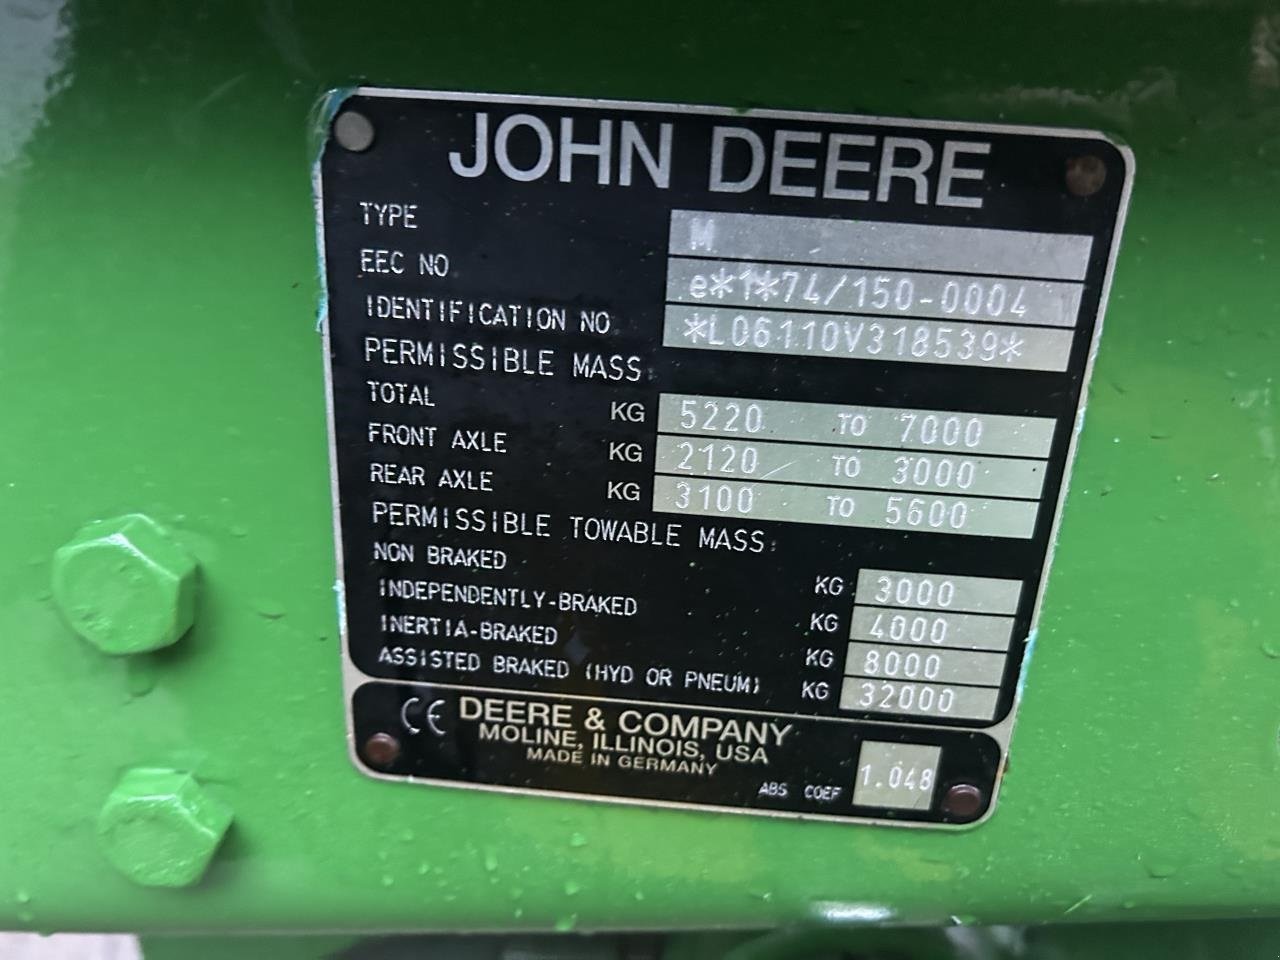 JOHN DEERE
TYPE M
EEC NO e*1*74/150-0004
IDENTIFICATION NO *L06110V318539*
PERMISSIBLE MASS:
TOTAL KG 5220 TO 7000
FRONT AXLE KG 2120 TO 3000
REAR AXLE KG 3100 TO 5600
PERMISSIBLE TOWABLE MASS:
NON BRAKED KG 3000
INDEPENDENTLY-BRAKED KG 4000
INERTIA-BRAKED KG 8000
ASSISTED BRAKED (HYD OR PNEUM) KG 32000
CE DEERE & COMPANY
MOLINE, ILLINOIS, USA
MADE IN GERMANY
ABS COEF 1.048